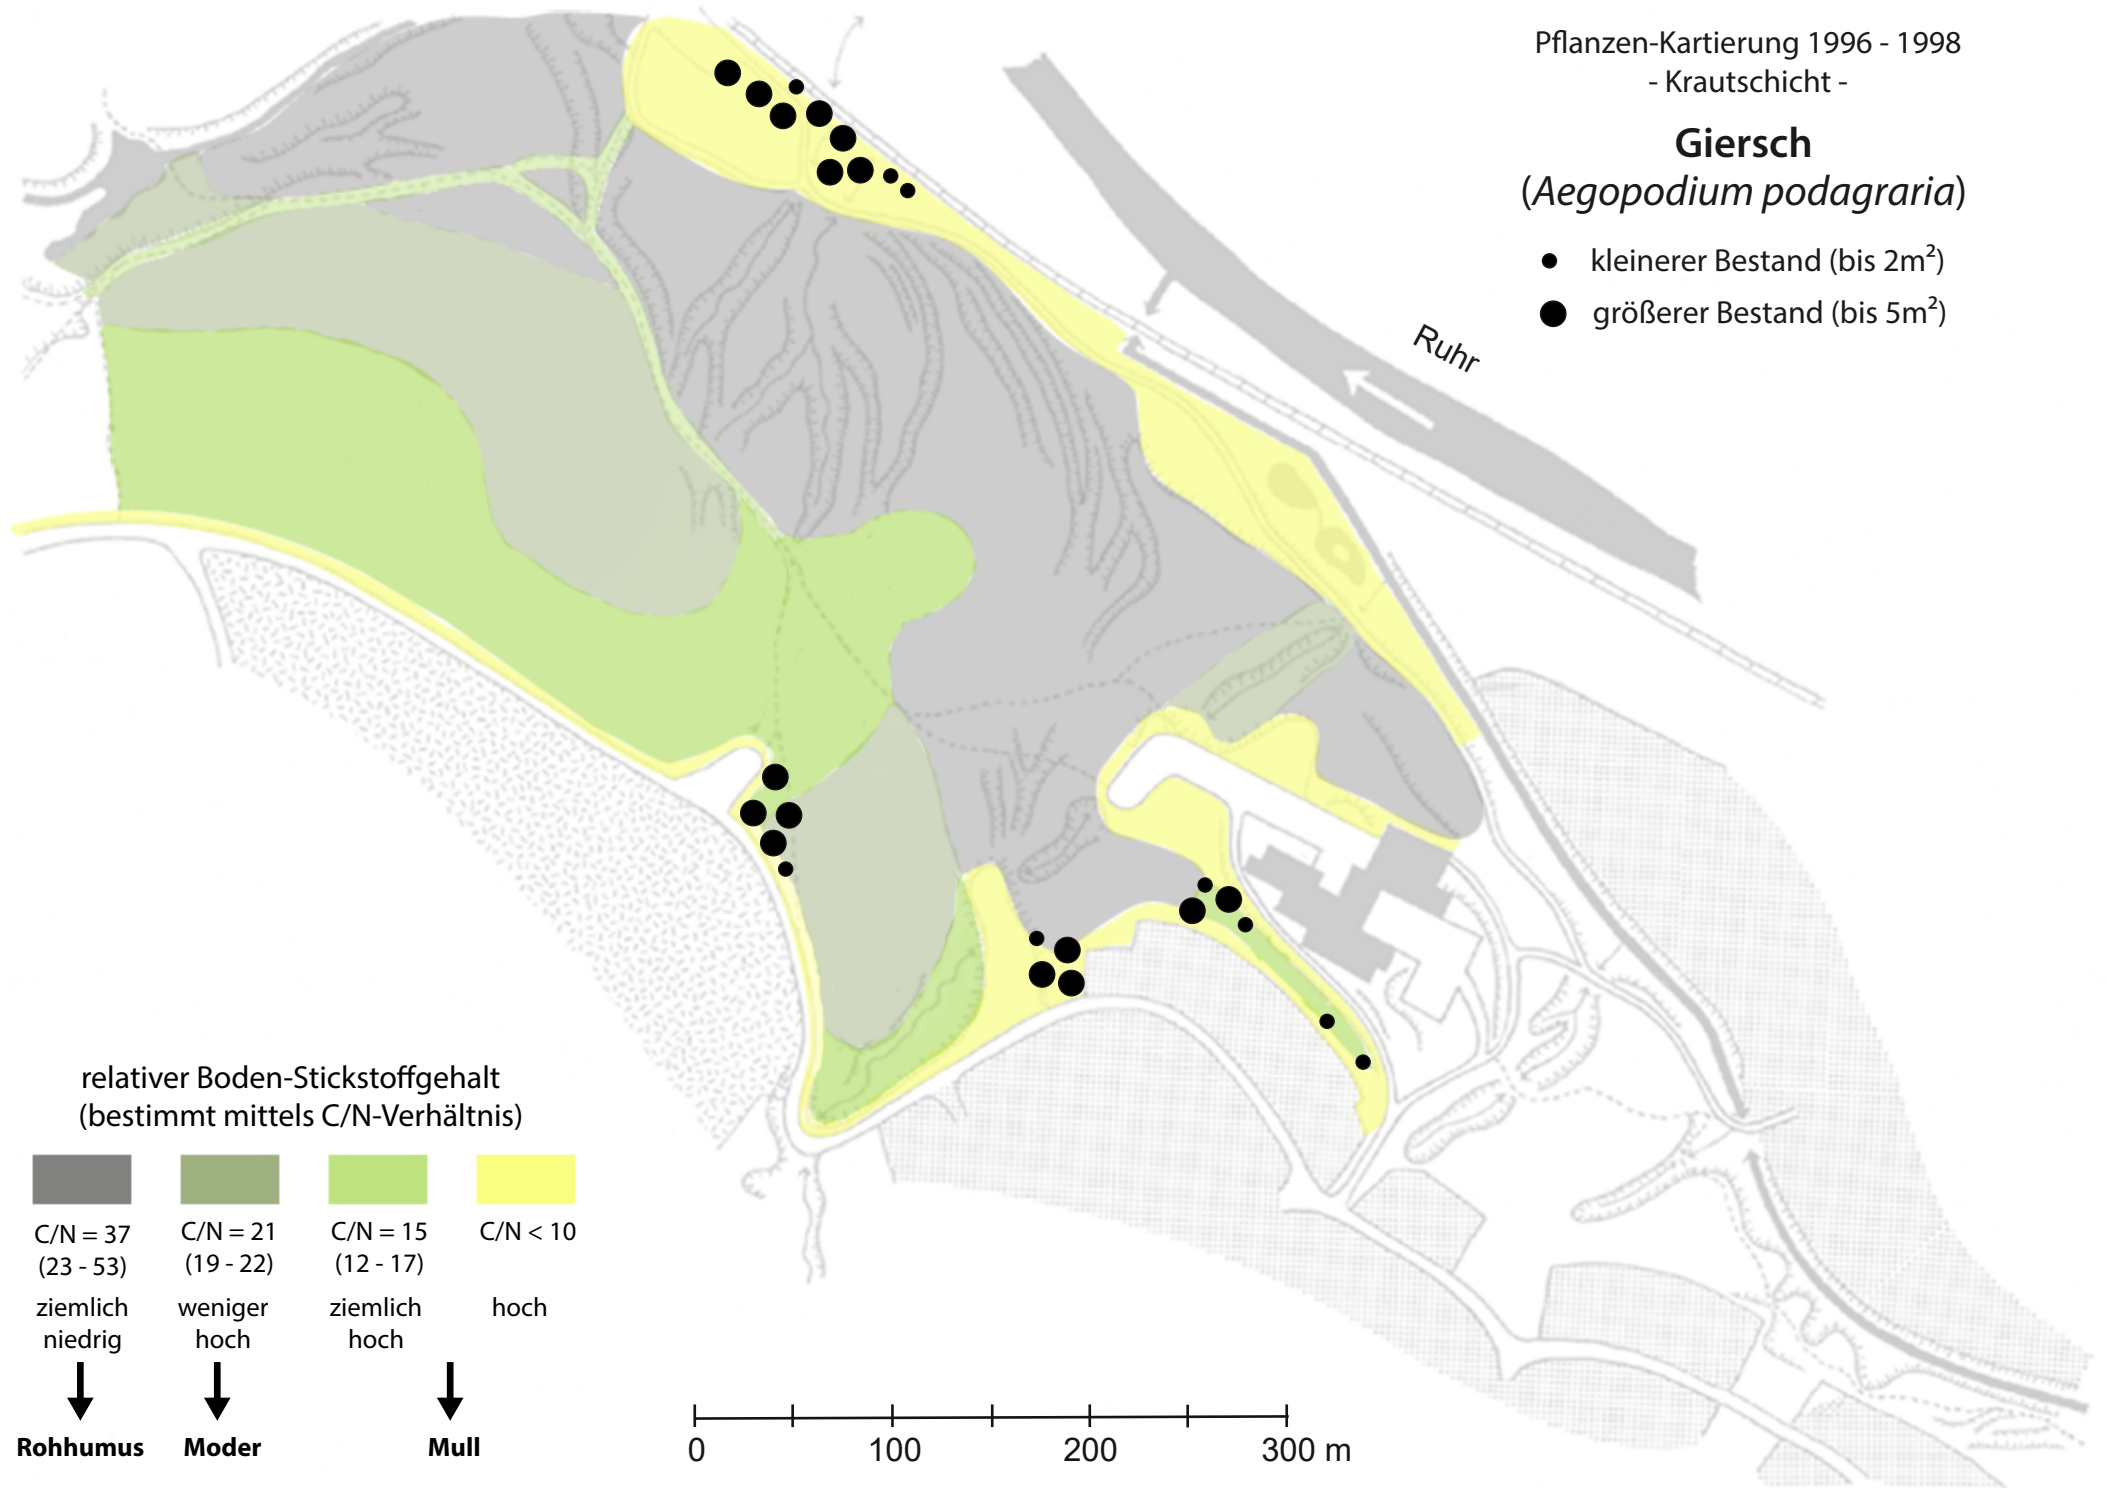 Pflanzen-Kartierung 1996 - 1998
- Krautschicht -
Giersch
(Aegopodium podagraria)
kleinerer Bestand (bis 2m²)
größerer Bestand (bis 5m²)
Ruhr
relativer Boden-Stickstoffgehalt
(bestimmt mittels C/N-Verhältnis)
C/N = 37 C/N = 21 C/N = 15 C/N < 10
(23 - 53) (19 - 22) (12 - 17)
ziemlich weniger ziemlich hoch
niedrig hoch hoch
Rohhumus Moder Mull
0 100 200 300 m